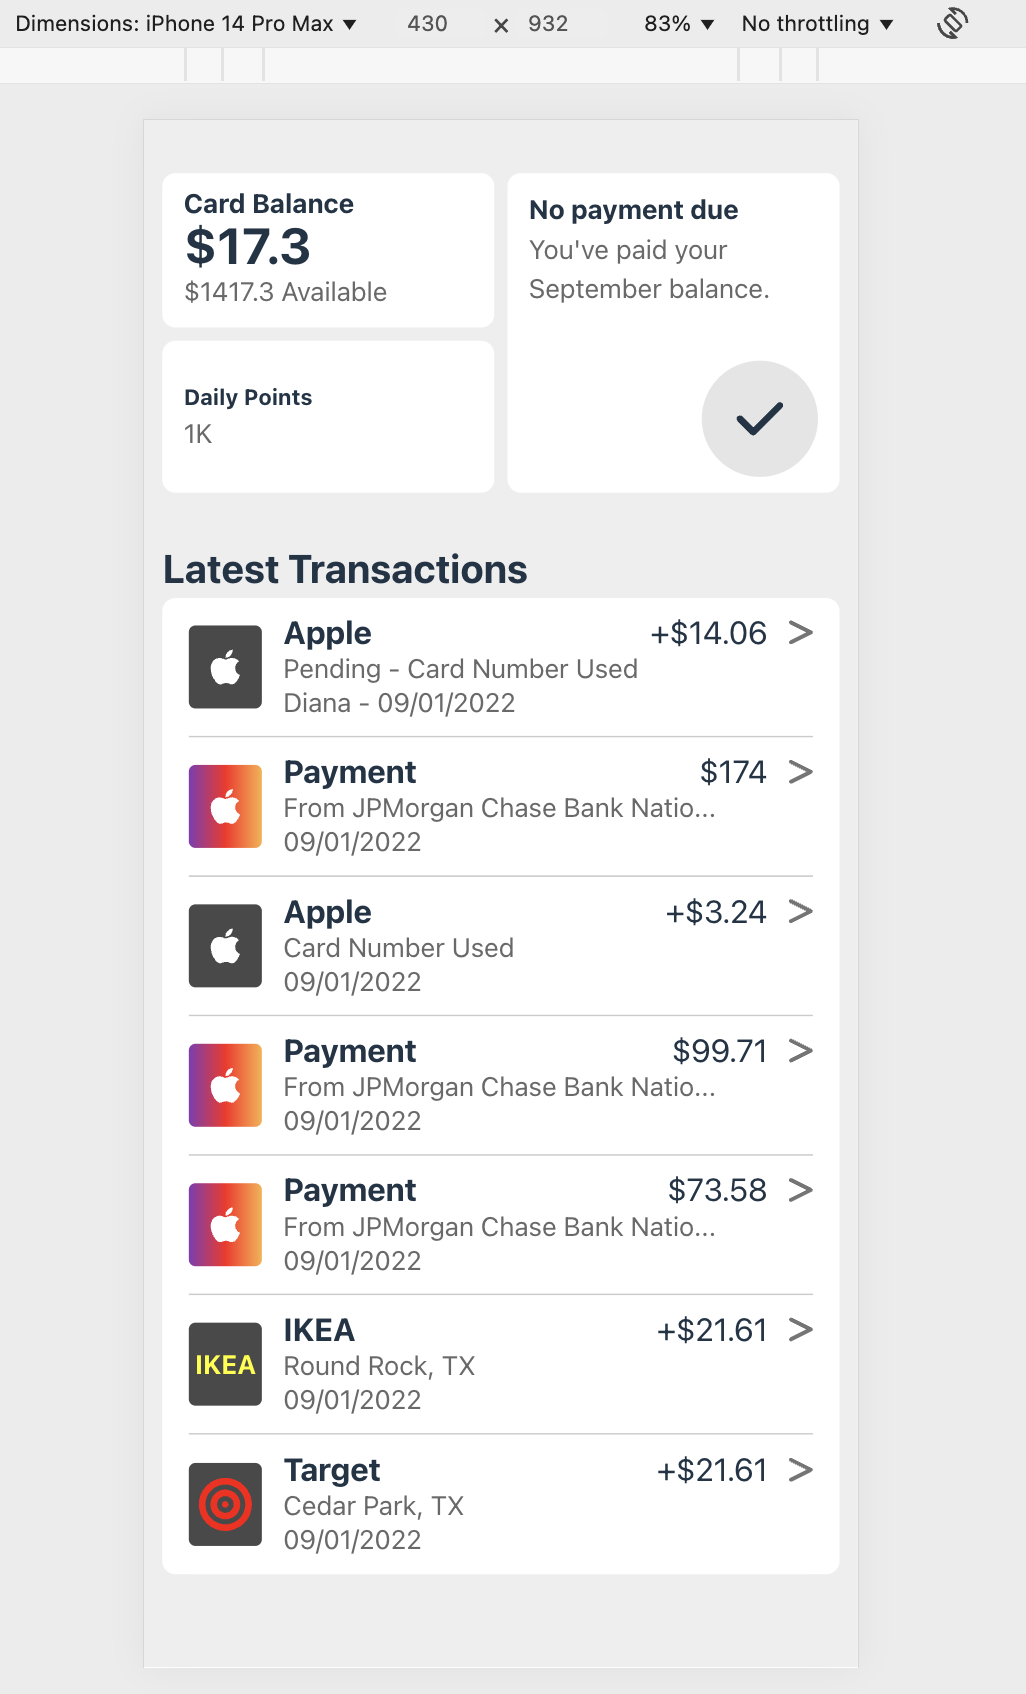 Dimensions: iPhone 14 Pro Max ▼ 430 × 932 83% ▼ No throttling ▼
Card Balance
$17.3
$1417.3 Available
No payment due
You've paid your
September balance.
Daily Points
1K
Latest Transactions
Apple +$14.06 >
Pending - Card Number Used
Diana - 09/01/2022
Payment $174 >
From JPMorgan Chase Bank Natio...
09/01/2022
Apple +$3.24 >
Card Number Used
09/01/2022
Payment $99.71 >
From JPMorgan Chase Bank Natio...
09/01/2022
Payment $73.58 >
From JPMorgan Chase Bank Natio...
09/01/2022
IKEA
IKEA +$21.61 >
Round Rock, TX
09/01/2022
Target +$21.61 >
Cedar Park, TX
09/01/2022